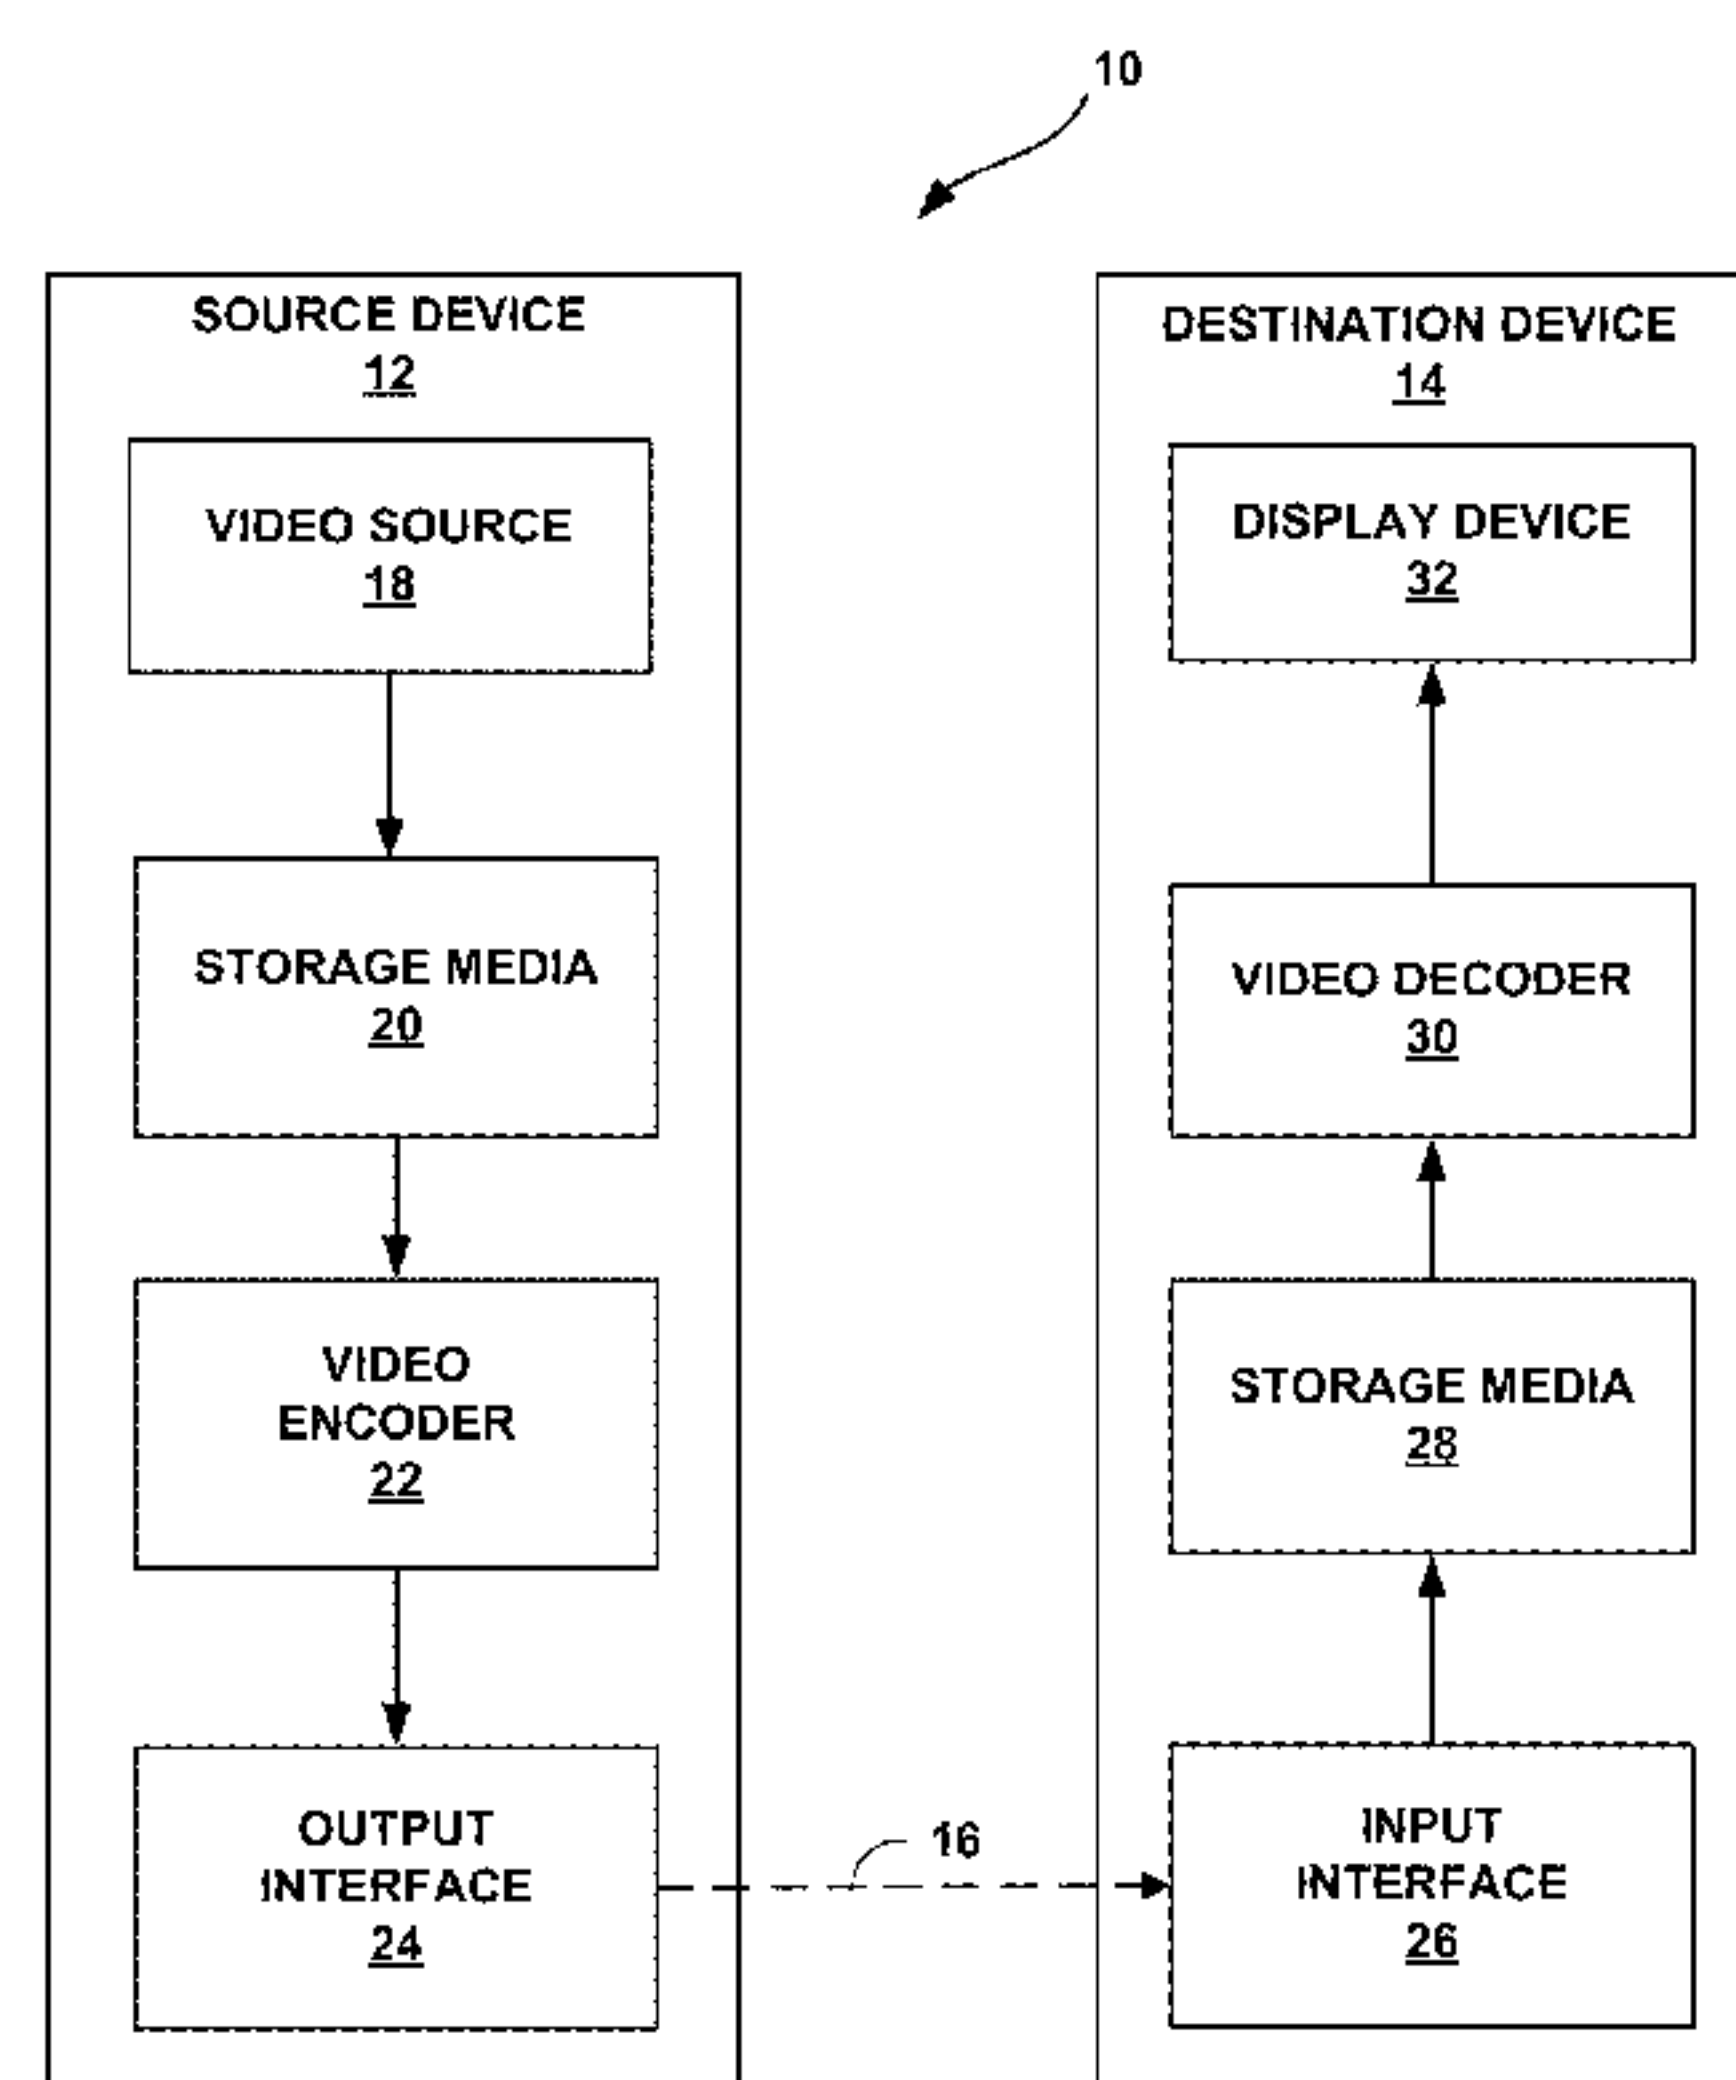 10
SOURCE DEVICE
12
VIDEO SOURCE
18
STORAGE MEDIA
20
VIDEO
ENCODER
22
OUTPUT
INTERFACE
24
16
DESTINATION DEVICE
14
DISPLAY DEVICE
32
VIDEO DECODER
30
STORAGE MEDIA
28
INPUT
INTERFACE
26